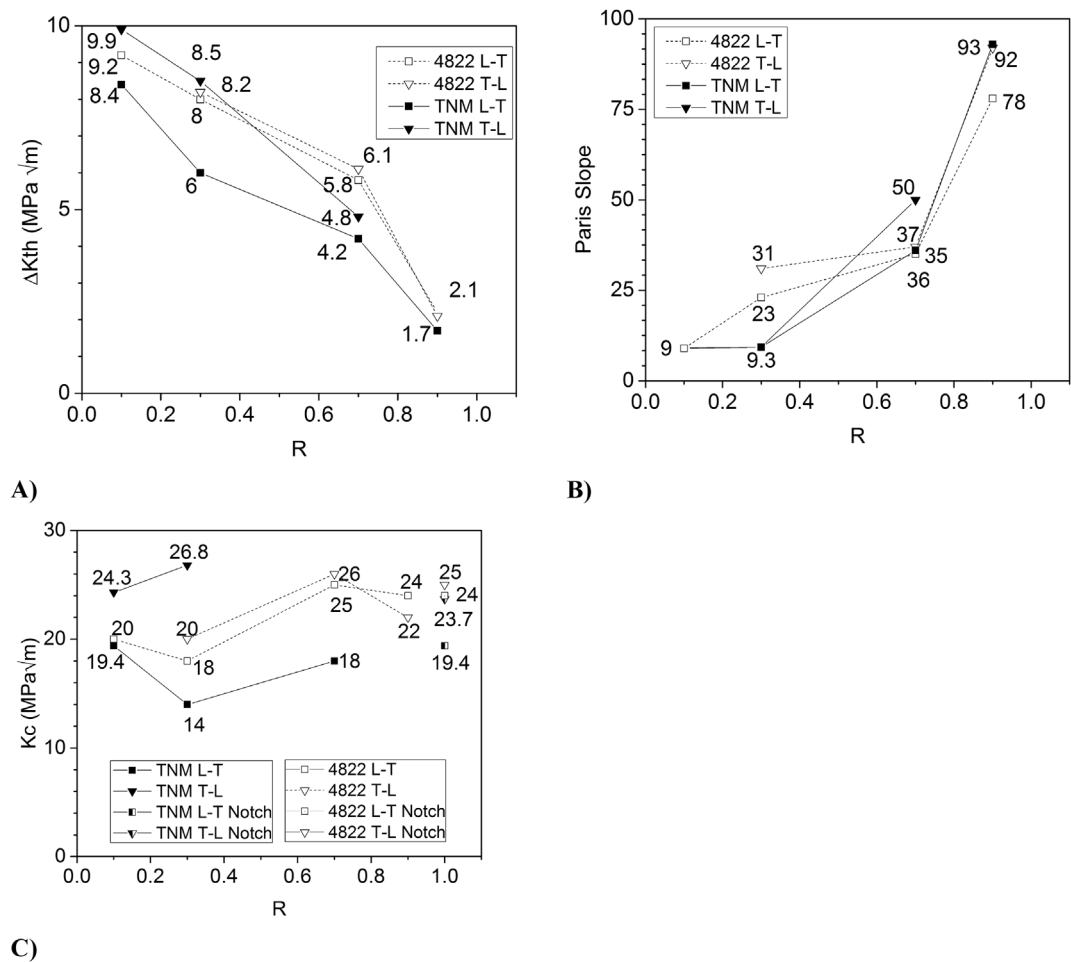 10
9.9
9.2
8.4
8.5
8.2
8
6
6.1
5.8
4.8
4.2
2.1
1.7
5
0
0.0 0.2 0.4 0.6 0.8 1.0
ΔKth (MPa √m)
R
4822 L-T
4822 T-L
TNM L-T
TNM T-L
A)
100
75
50
25
0
93
92
78
50
37
35
36
31
23
9
9.3
0.0 0.2 0.4 0.6 0.8 1.0
Paris Slope
R
4822 L-T
4822 T-L
TNM L-T
TNM T-L
B)
30
20
10
0
24.3
26.8
20
19.4
20
18
14
26
25
18
24
22
25
24
23.7
19.4
Kc (MPa√m)
TNM L-T
TNM T-L
TNM L-T Notch
TNM T-L Notch
4822 L-T
4822 T-L
4822 L-T Notch
4822 T-L Notch
0.0 0.2 0.4 0.6 0.8 1.0
R
C)